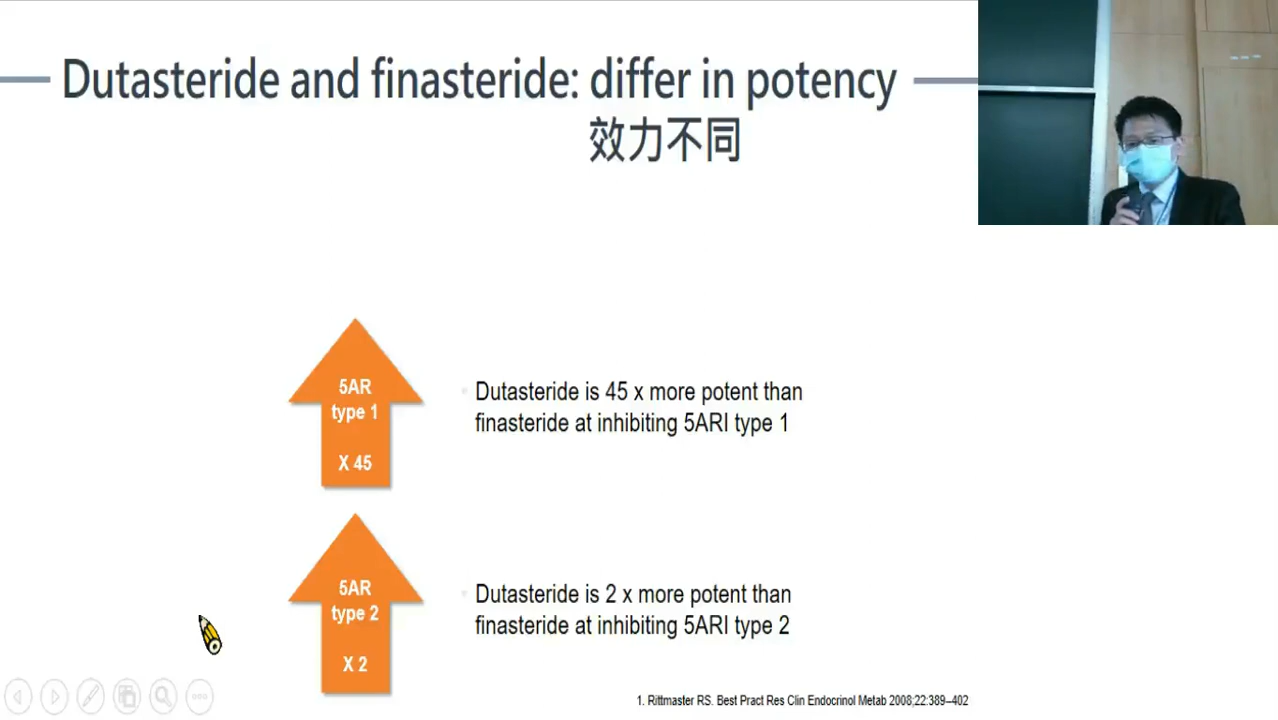 Dutasteride and finasteride: differ in potency
效力不同
5AR
type 1
X 45
Dutasteride is 45 x more potent than
finasteride at inhibiting 5ARI type 1
5AR
type 2
X 2
Dutasteride is 2 x more potent than
finasteride at inhibiting 5ARI type 2
1. Rittmaster RS. Best Pract Res Clin Endocrinol Metab 2008;22:389–402